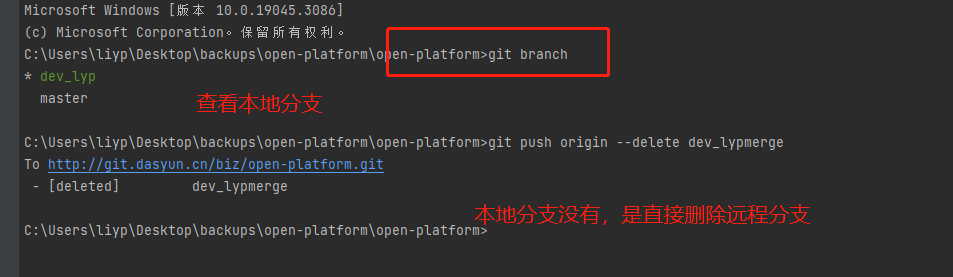 Microsoft Windows [版本 10.0.19045.3086]
(c) Microsoft Corporation。保留所有权利。
C:\Users\liyp\Desktop\backups\open-platform\open-platform>git branch
* dev_lyp
master
查看本地分支
C:\Users\liyp\Desktop\backups\open-platform\open-platform>git push origin --delete dev_lypmerge
To http://git.dasyun.cn/biz/open-platform.git
- [deleted] dev_lypmerge
本地分支没有，是直接删除远程分支
C:\Users\liyp\Desktop\backups\open-platform\open-platform>